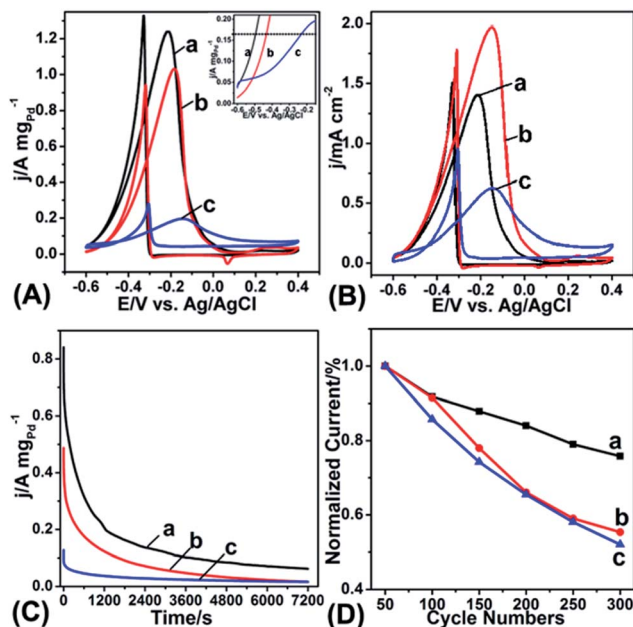 1.2
1.0
0.8
0.6
0.4
0.2
0.0
j/A mgPd-1
-0.6 -0.4 -0.2 0.0 0.2 0.4
E/V vs. Ag/AgCl
a
b
c
(A)
0.20
0.15
0.10
0.05
0.00
j/A mgPd-1
a b c
-0.6 -0.5 -0.4 -0.3 -0.2
E/V vs. Ag/AgCl
2.0
1.5
1.0
0.5
0.0
j/mA cm-2
a
b
c
-0.6 -0.4 -0.2 0.0 0.2 0.4
(B) E/V vs. Ag/AgCl
0.8
0.6
0.4
0.2
0.0
j/A mgPd-1
a
b
c
0 1200 2400 3600 4800 6000 7200
(C) Time/s
1.0
0.8
0.6
0.4
Normalized Current/%
a
b
c
50 100 150 200 250 300
(D) Cycle Numbers